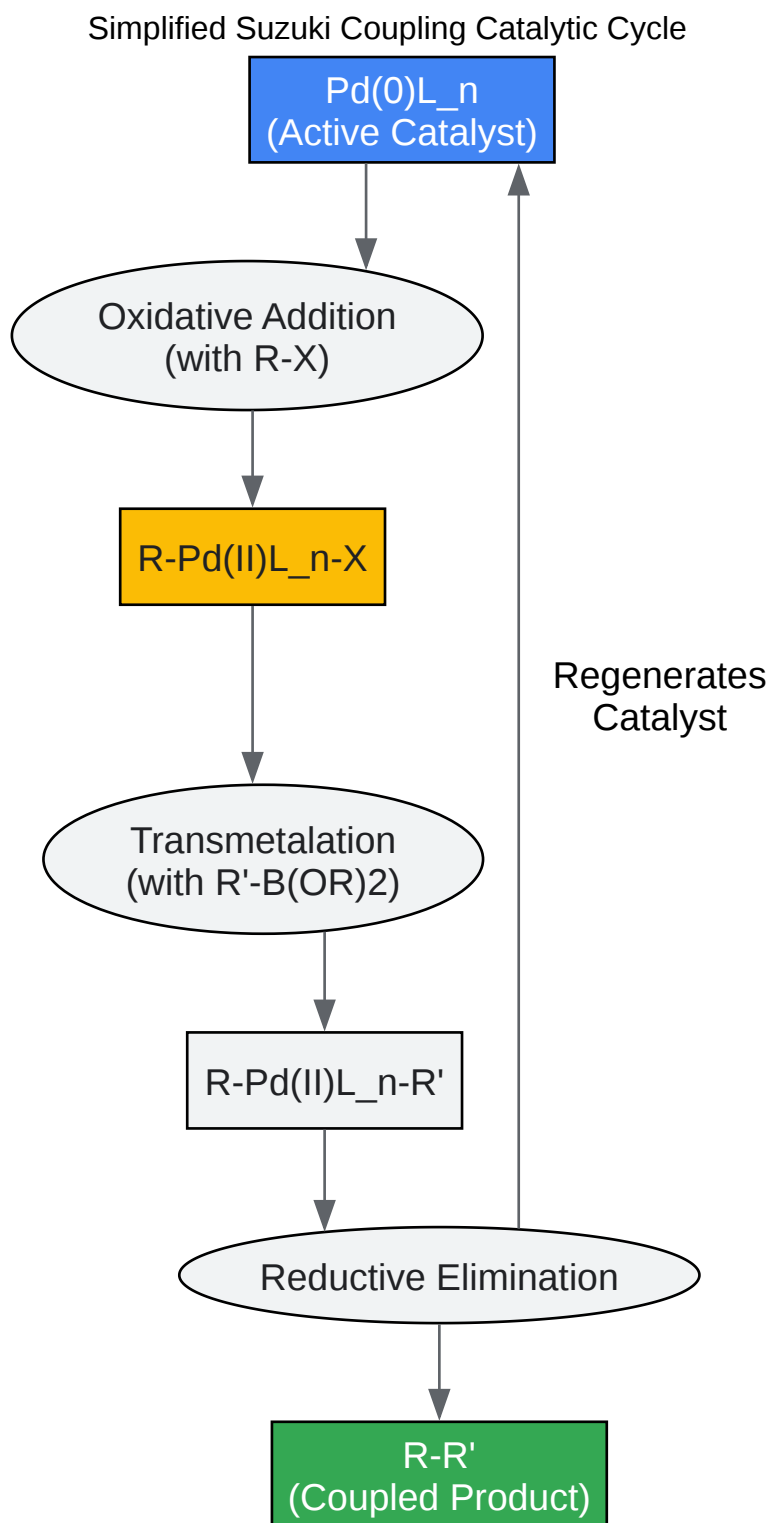 Simplified Suzuki Coupling Catalytic Cycle
Pd(0)L_n
(Active Catalyst)
Oxidative Addition
(with R-X)
R-Pd(II)L_n-X
Regenerates
Catalyst
Transmetalation
(with R'-B(OR)2)
R-Pd(II)L_n-R'
Reductive Elimination
R-R'
(Coupled Product)